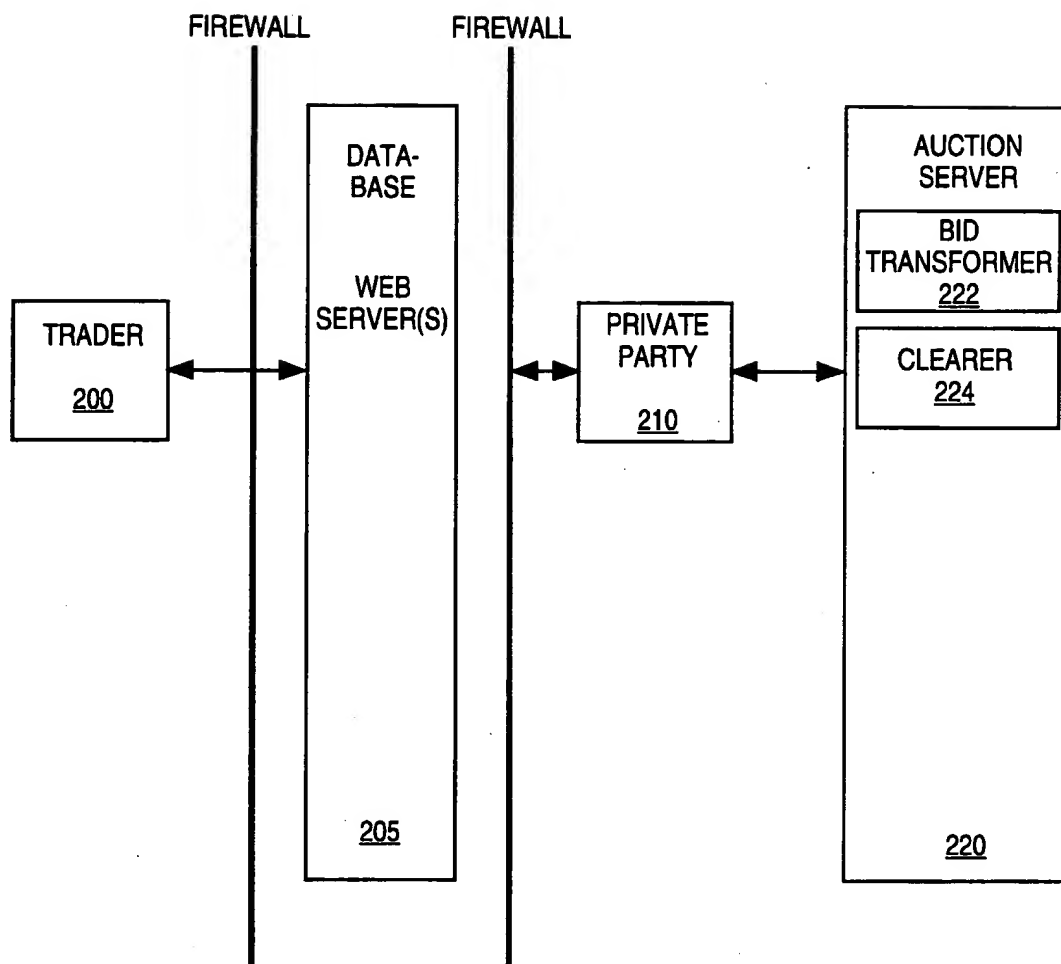 FIREWALL
FIREWALL
DATA-
BASE
WEB
SERVER(S)
205
TRADER
200
PRIVATE
PARTY
210
AUCTION
SERVER
BID
TRANSFORMER
222
CLEARER
224
220